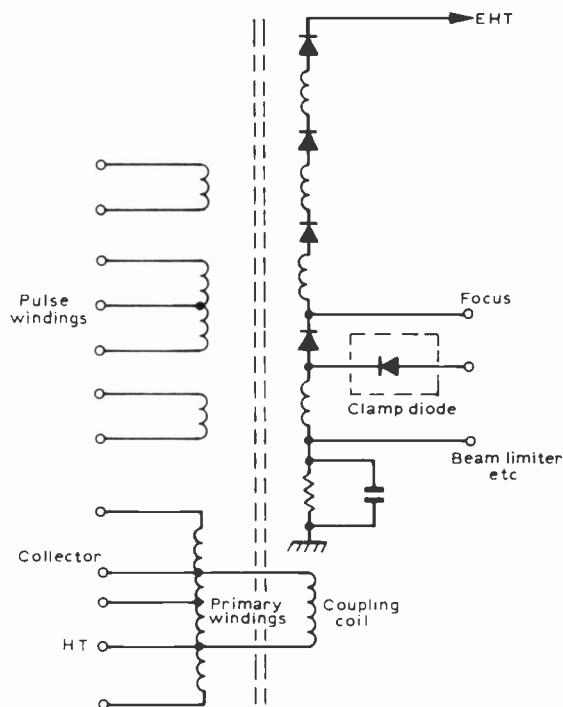 EHT
Pulse
windings
Focus
Clamp diode
Beam limiter
etc
Collector
Primary
windings
Coupling
coil
HT